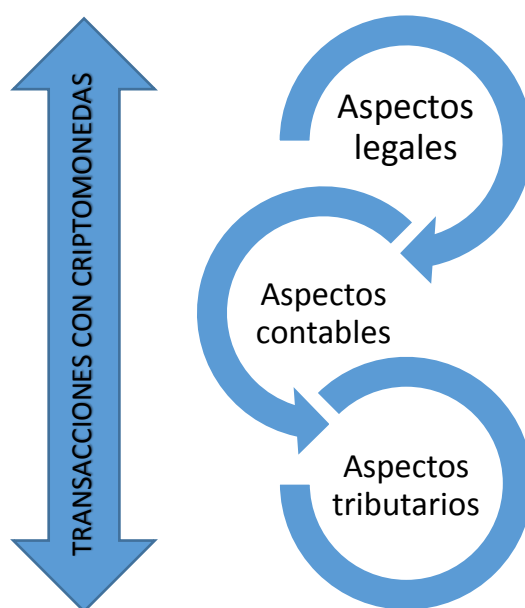 TRANSACCIONES CON CRIPTOMONEDAS
Aspectos
legales
Aspectos
contables
Aspectos
tributarios